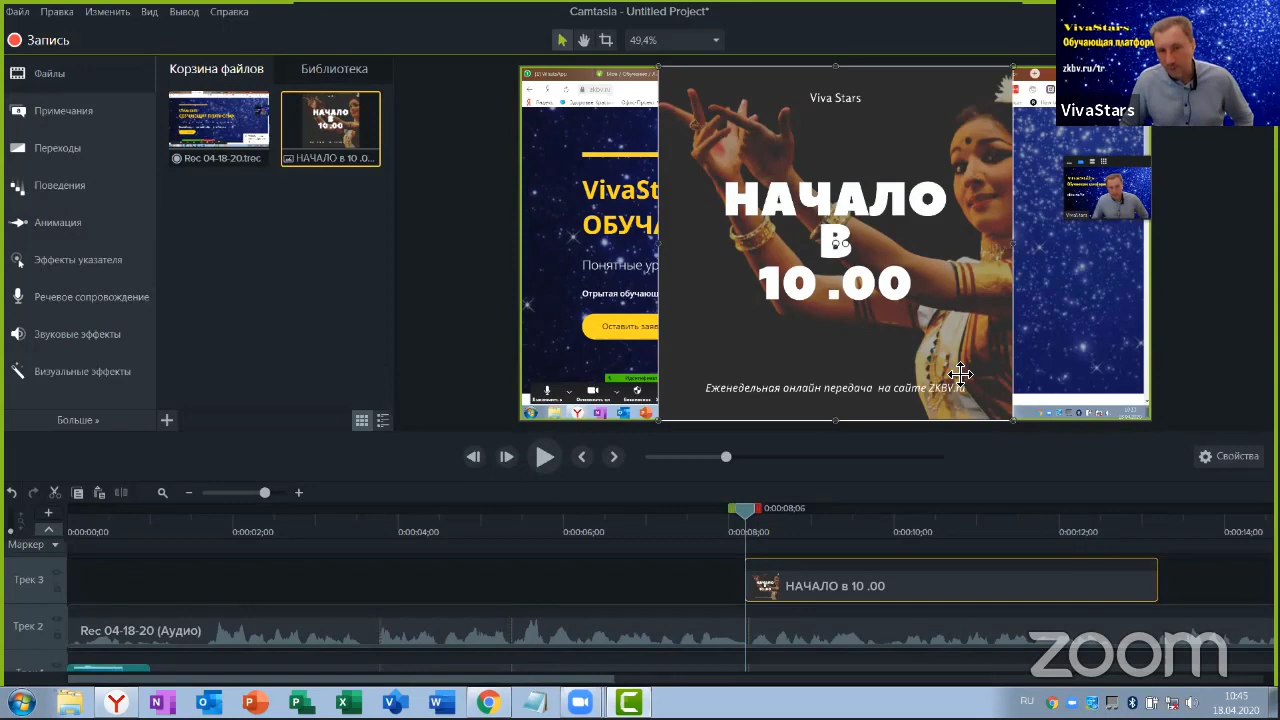 Файл Правка Изменить Вид Вывод Справка
Camtasia - Untitled Project*
Запись
49,4%
Файлы
Примечания
Переходы
Поведения
Анимация
Эффекты указателя
Речевое сопровождение
Звуковые эффекты
Визуальные эффекты
Больше »
Корзина файлов Библиотека
Rec 04-18-20.trec
НАЧАЛО в 10 .0...
zkbv.ru
VivaSt
ОБУЧА
Понятные ур
Отрытая обучающ
Оставить заяв
Viva Stars
НАЧАЛО
В
10 .00
Еженедельная онлайн передача на сайте ZKBV.
VivaStars
Обучающая платформ
zkbv.ru/tr
VivaStars
Свойства
0:00:08;06
0:00:00;00 0:00:02;00 0:00:04;00 0:00:06;00 0:00:08;00 0:00:10;00 0:00:12;00 0:00:14;00
Маркер
Трек 3
НАЧАЛО в 10 .00
Трек 2
Rec 04-18-20 (Аудио)
zoom
RU
10:45
18.04.2020